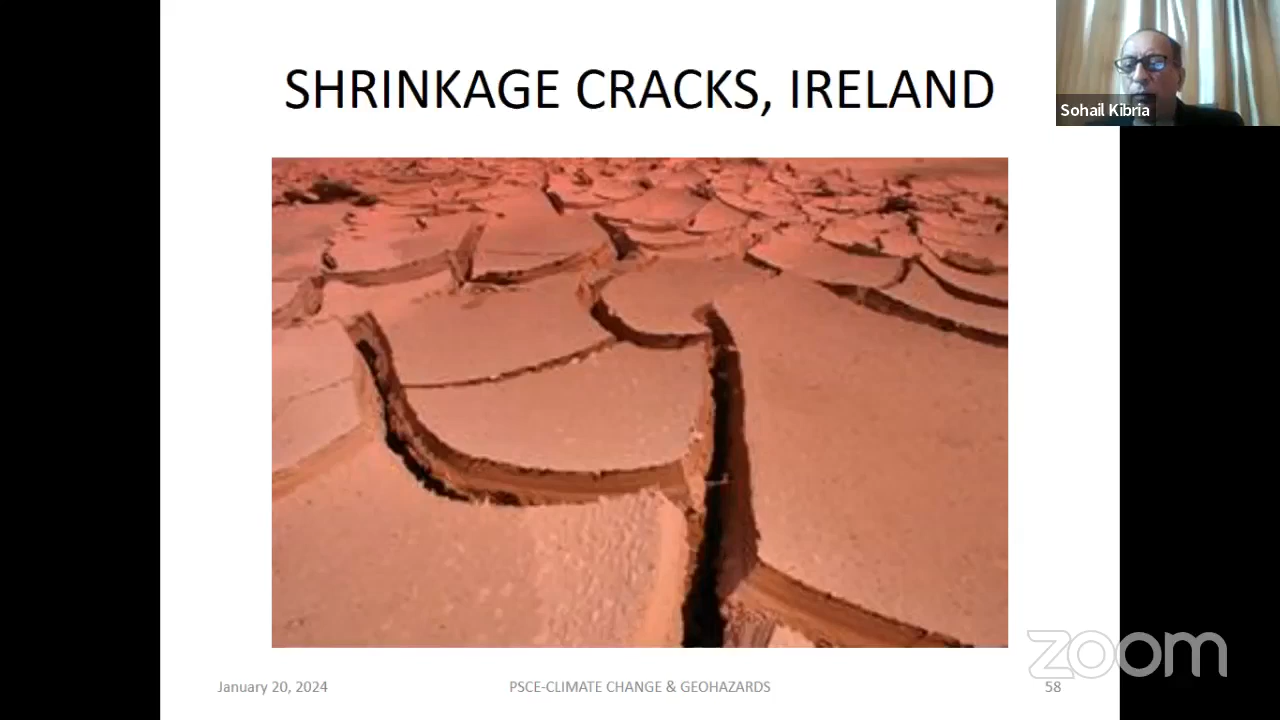 SHRINKAGE CRACKS, IRELAND
Sohail Kibria
January 20, 2024
PSCE-CLIMATE CHANGE & GEOHAZARDS
58
zoom